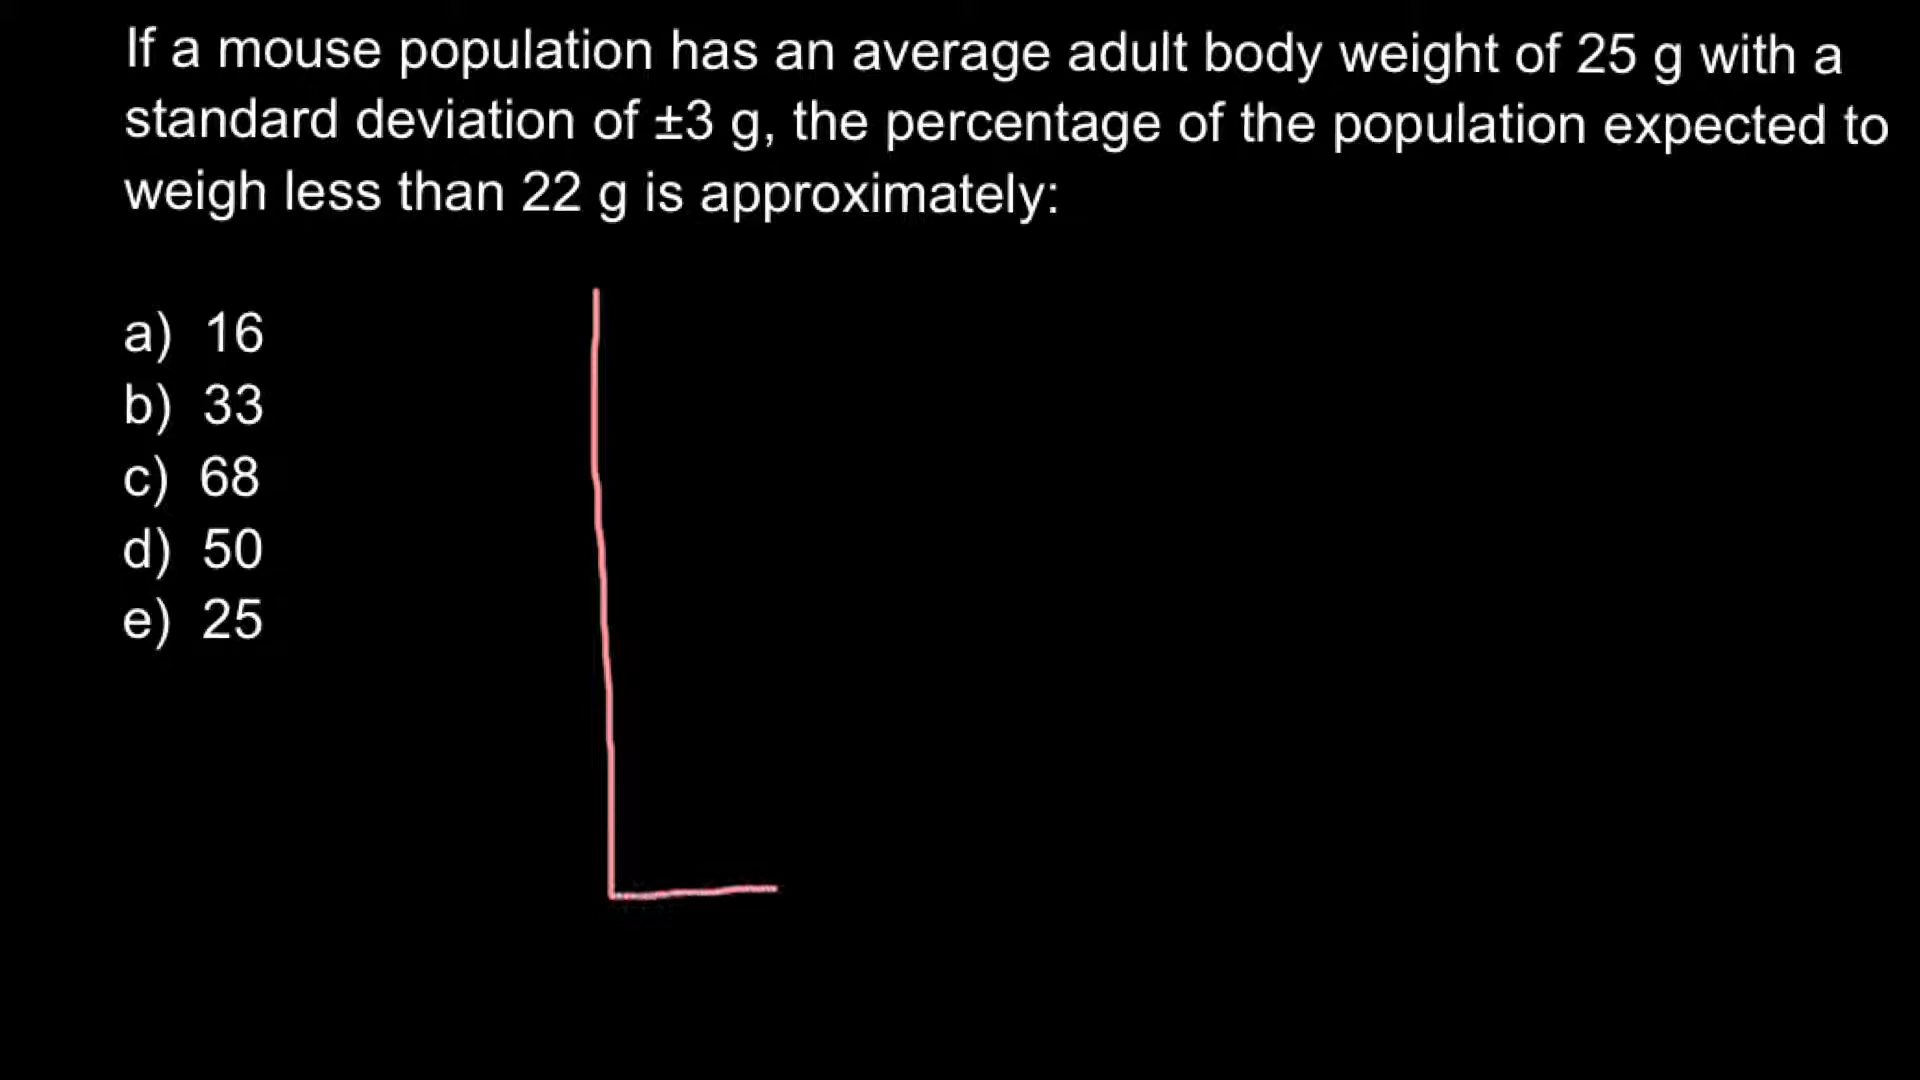 If a mouse population has an average adult body weight of 25 g with a
standard deviation of ±3 g, the percentage of the population expected to
weigh less than 22 g is approximately:
a) 16
b) 33
c) 68
d) 50
e) 25